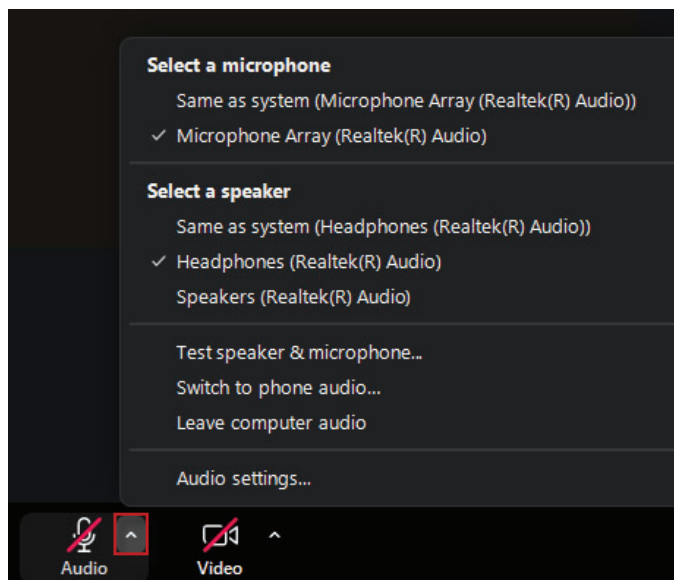 Select a microphone
Same as system (Microphone Array (Realtek(R) Audio))
Microphone Array (Realtek(R) Audio)
Select a speaker
Same as system (Headphones (Realtek(R) Audio))
Headphones (Realtek(R) Audio)
Speakers (Realtek(R) Audio)
Test speaker & microphone...
Switch to phone audio...
Leave computer audio
Audio settings...
Audio
Video